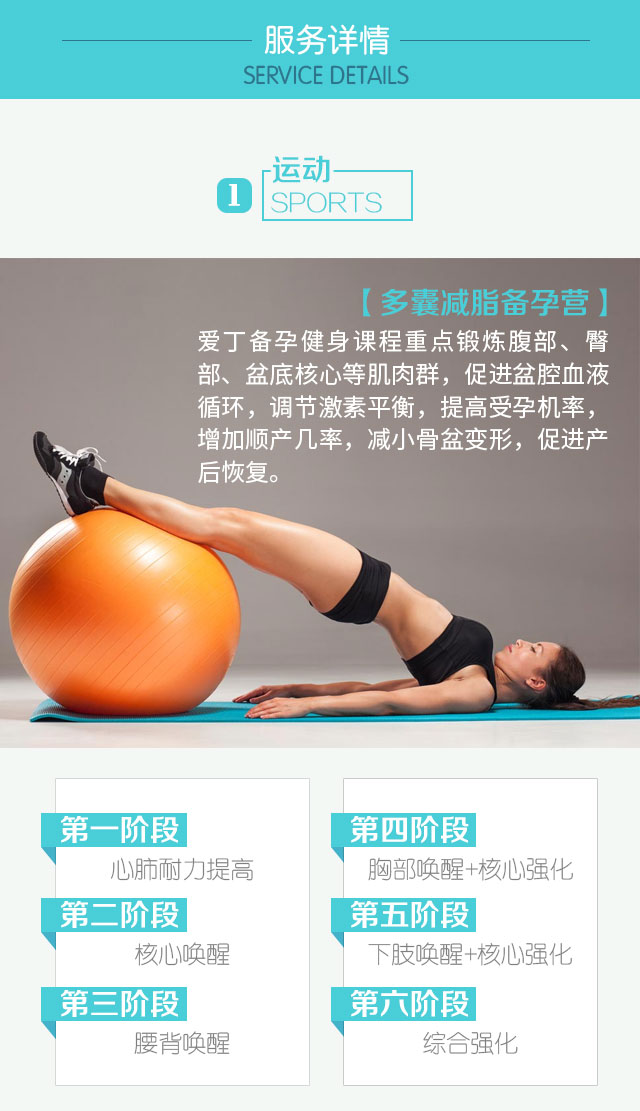 服务详情
SERVICE DETAILS
1
运动
SPORTS
【多囊减脂备孕营】
爱丁备孕健身课程重点锻炼腹部、臀
部、盆底核心等肌肉群，促进盆腔血液
循环，调节激素平衡，提高受孕机率，
增加顺产几率，减小骨盆变形，促进产
后恢复。
第一阶段
心肺耐力提高
第二阶段
核心唤醒
第三阶段
腰背唤醒
第四阶段
胸部唤醒+核心强化
第五阶段
下肢唤醒+核心强化
第六阶段
综合强化